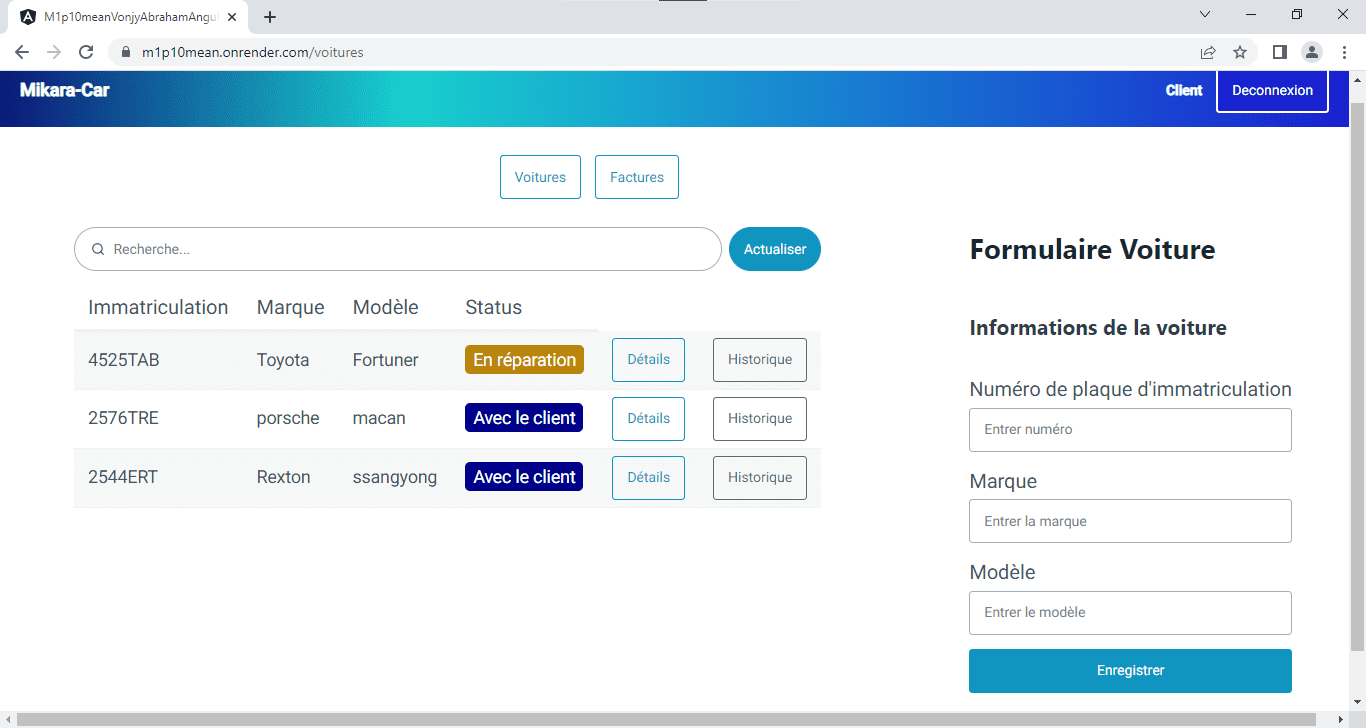 M1p10meanVonjyAbrahamAngul
m1p10mean.onrender.com/voitures
Mikara-Car
Client
Deconnexion
Voitures
Factures
Recherche...
Actualiser
Immatriculation Marque Modèle Status
4525TAB Toyota Fortuner En réparation Détails Historique
2576TRE porsche macan Avec le client Détails Historique
2544ERT Rexton ssangyong Avec le client Détails Historique
Formulaire Voiture
Informations de la voiture
Numéro de plaque d'immatriculation
Entrer numéro
Marque
Entrer la marque
Modèle
Entrer le modèle
Enregistrer